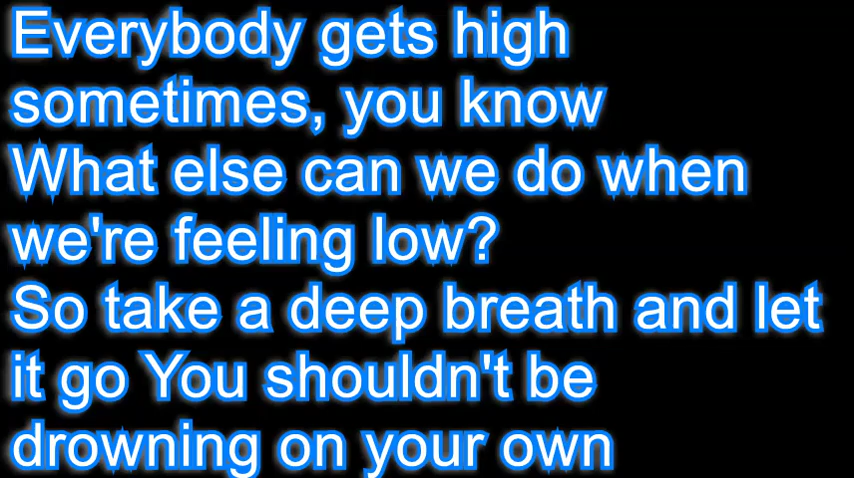 Everybody gets high
sometimes, you know
What else can we do when
we're feeling low?
So take a deep breath and let
it go You shouldn't be
drowning on your own